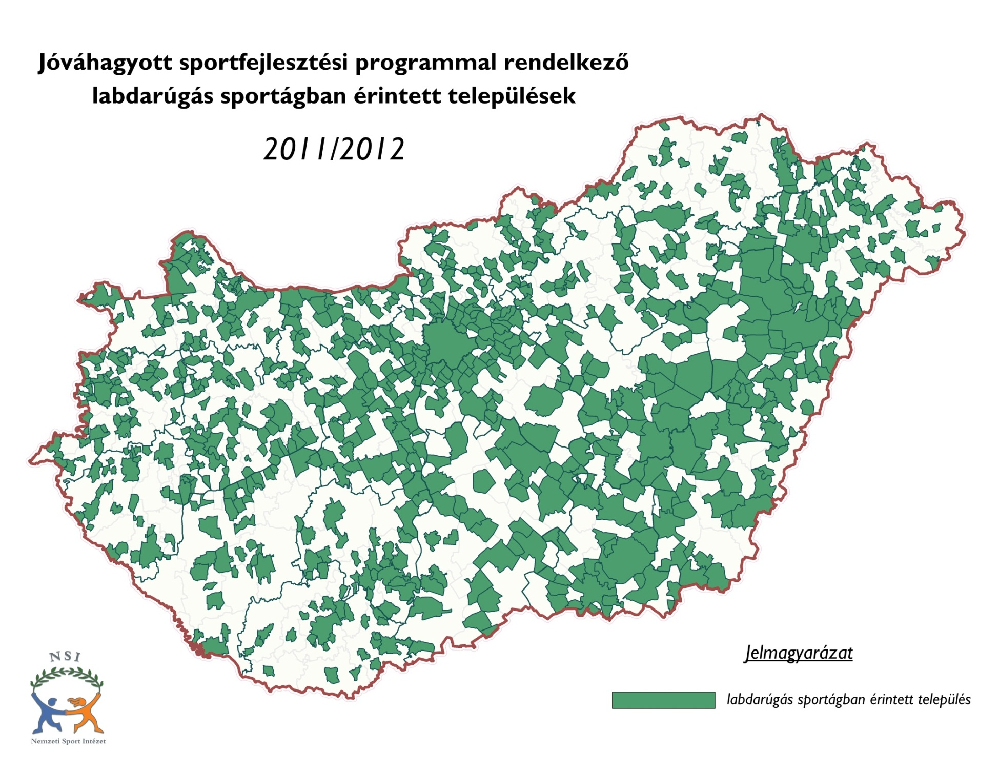 Jóváhagyott sportfejlesztési programmal rendelkező
labdarúgás sportágban érintett települések
2011/2012
Jelmagyarázat
labdarúgás sportágban érintett település
NSI
Nemzeti Sport Intézet